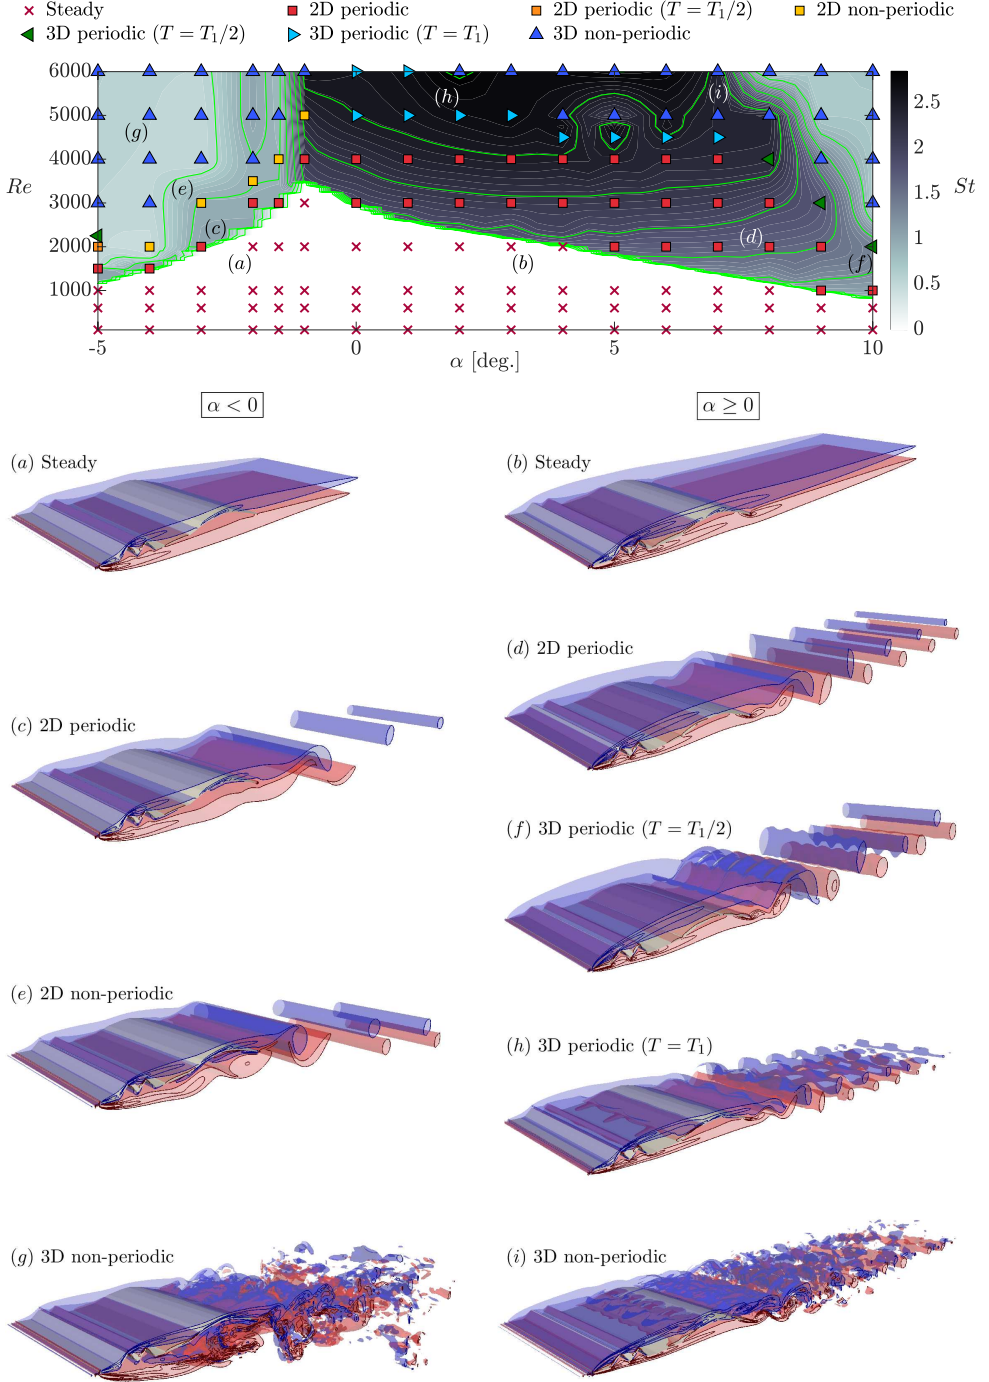 Steady 2D periodic 2D periodic (T = T₁/2) 2D non-periodic
3D periodic (T = T₁/2) 3D periodic (T = T₁) 3D non-periodic
6000
5000
4000
Re 3000
2000
1000
(g) (e) (c) (a) (b) (h) (i) (d) (f)
-5 0 5 10
α [deg.]
2.5
2
1.5 St
1
0.5
0
α < 0 α ≥ 0
(a) Steady (b) Steady
(d) 2D periodic
(c) 2D periodic
(f) 3D periodic (T = T₁/2)
(e) 2D non-periodic
(h) 3D periodic (T = T₁)
(g) 3D non-periodic (i) 3D non-periodic